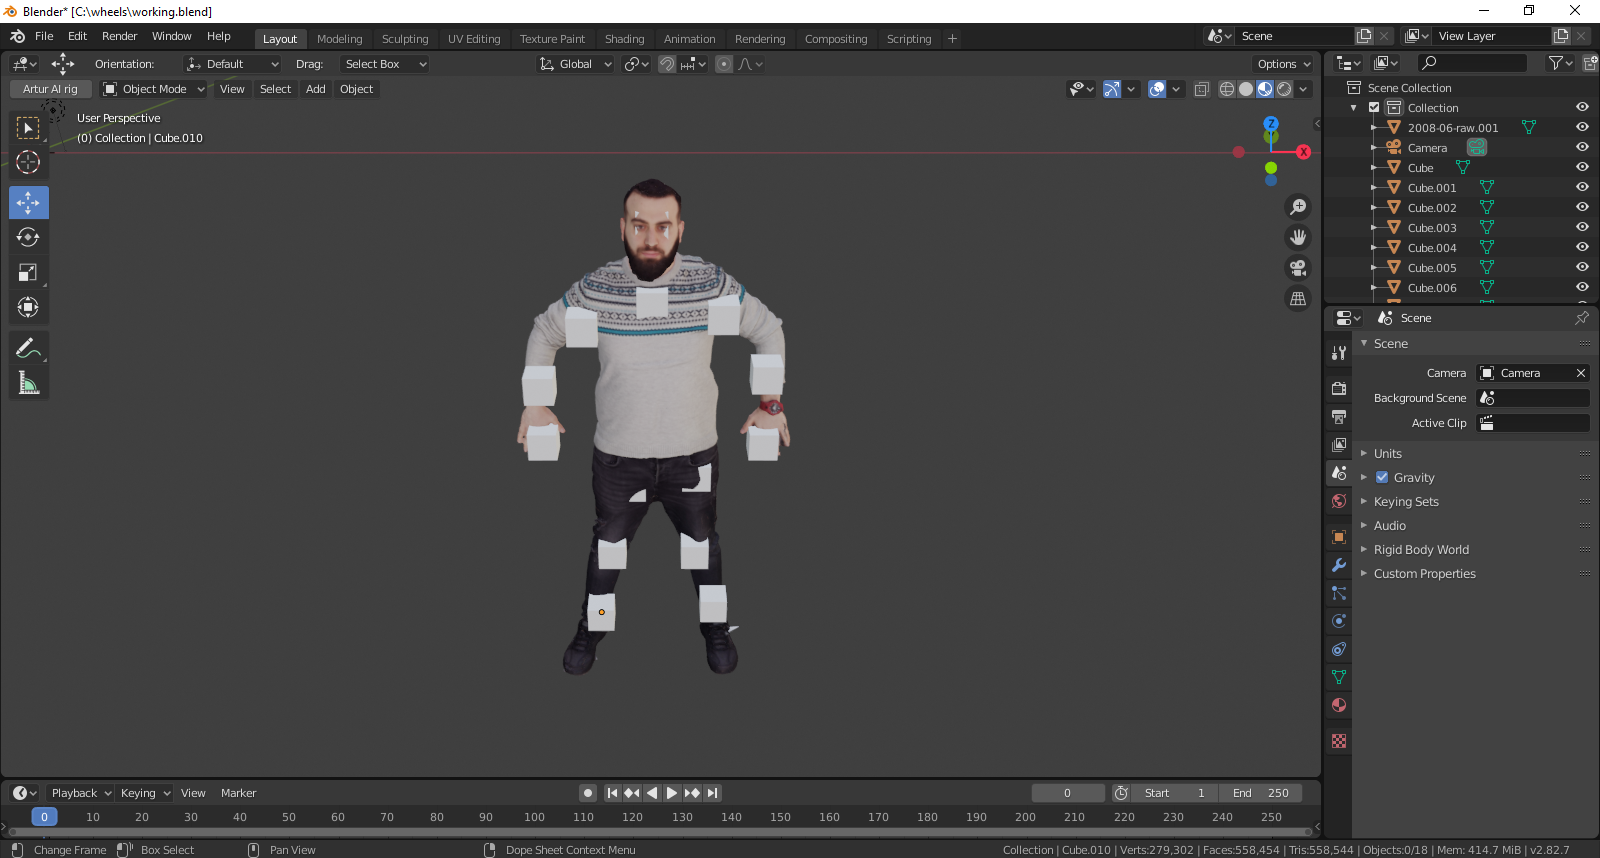 Blender* [C:\wheels\working.blend]
File Edit Render Window Help
Layout Modeling Sculpting UV Editing Texture Paint Shading Animation Rendering Compositing Scripting +
Scene
View Layer
Orientation: Default Drag: Select Box
Global
Options
Artur AI rig Object Mode View Select Add Object
User Perspective
(0) Collection | Cube.010
Z
X
Scene Collection
Collection
2008-06-raw.001
Camera
Cube
Cube.001
Cube.002
Cube.003
Cube.004
Cube.005
Cube.006
Scene
Scene
Camera Camera
Background Scene
Active Clip
Units
Gravity
Keying Sets
Audio
Rigid Body World
Custom Properties
Playback Keying View Marker
0 Start 1 End 250
0 10 20 30 40 50 60 70 80 90 100 110 120 130 140 150 160 170 180 190 200 210 220 230 240 250
Change Frame Box Select Pan View Dope Sheet Context Menu
Collection | Cube.010 | Verts:279,302 | Faces:558,454 | Tris:558,544 | Objects:0/18 | Mem: 414.7 MiB | v2.82.7